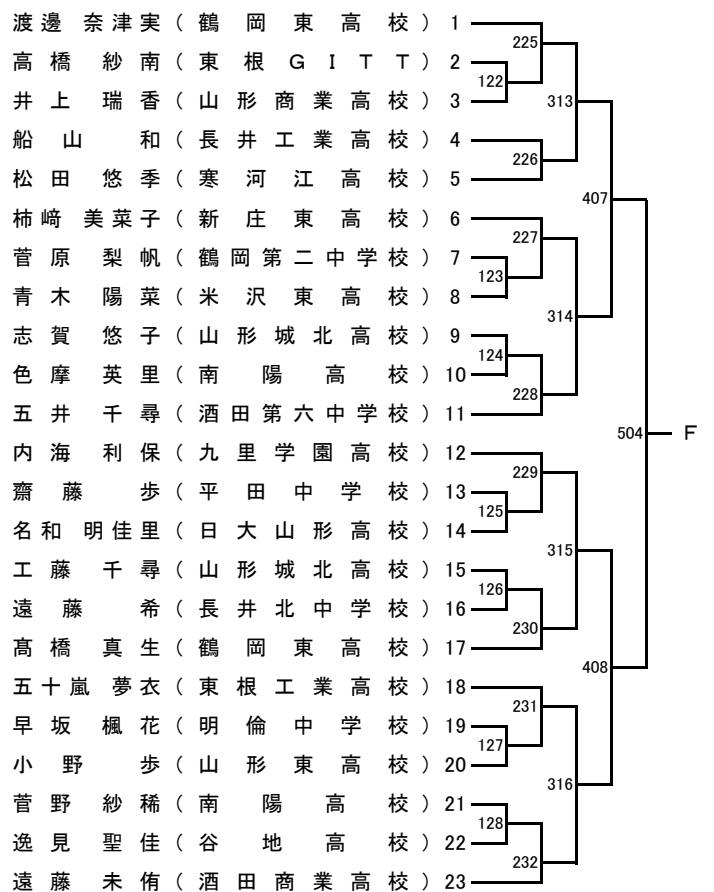 渡邉 奈津実 ( 鶴岡東高校 ) 1
225
高橋 紗南 ( 東根GITT ) 2
122
井上 瑞香 ( 山形商業高校 ) 3
313
船山 和 ( 長井工業高校 ) 4
226
松田 悠季 ( 寒河江高校 ) 5
407
柿﨑 美菜子 ( 新庄東高校 ) 6
227
菅原 梨帆 ( 鶴岡第二中学校 ) 7
123
青木 陽菜 ( 米沢東高校 ) 8
314
志賀 悠子 ( 山形城北高校 ) 9
124
色摩 英里 ( 南陽高校 ) 10
228
五井 千尋 ( 酒田第六中学校 ) 11
504 F
内海 利保 ( 九里学園高校 ) 12
229
齋藤 歩 ( 平田中学校 ) 13
125
名和 明佳里 ( 日大山形高校 ) 14
315
工藤 千尋 ( 山形城北高校 ) 15
126
遠藤 希 ( 長井北中学校 ) 16
230
髙橋 真生 ( 鶴岡東高校 ) 17
408
五十嵐 夢衣 ( 東根工業高校 ) 18
231
早坂 楓花 ( 明倫中学校 ) 19
127
小野 歩 ( 山形東高校 ) 20
316
菅野 紗稀 ( 南陽高校 ) 21
128
逸見 聖佳 ( 谷地高校 ) 22
232
遠藤 未侑 ( 酒田商業高校 ) 23